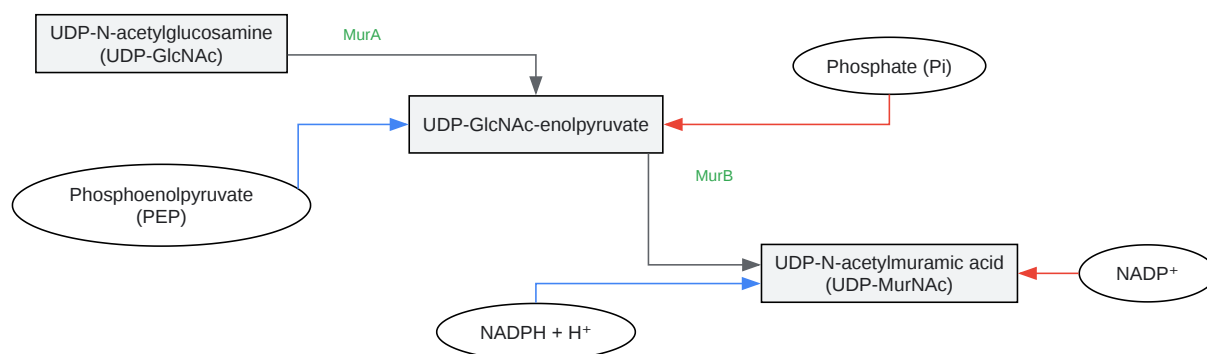 UDP-N-acetylglucosamine
(UDP-GlcNAc)
MurA
Phosphate (Pi)
UDP-GlcNAc-enolpyruvate
MurB
Phosphoenolpyruvate
(PEP)
UDP-N-acetylmuramic acid
(UDP-MurNAc)
NADP⁺
NADPH + H⁺